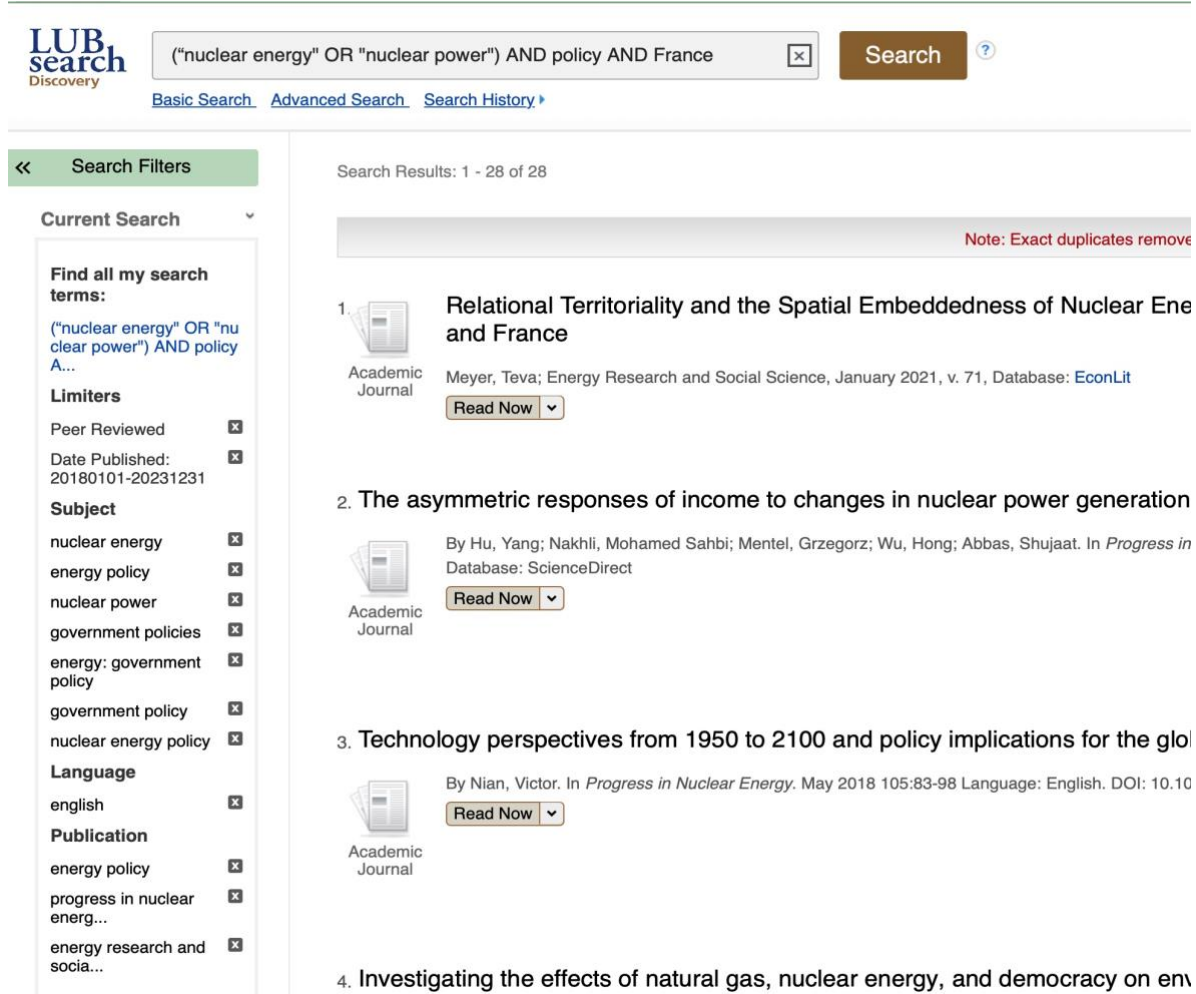 LUB
search
Discovery
(“nuclear energy" OR "nuclear power") AND policy AND France
Search
?
Basic Search Advanced Search Search History
« Search Filters
Current Search
Find all my search
terms:
("nuclear energy" OR "nu
clear power") AND policy
A...
Limiters
Peer Reviewed
Date Published:
20180101-20231231
Subject
nuclear energy
energy policy
nuclear power
government policies
energy: government
policy
government policy
nuclear energy policy
Language
english
Publication
energy policy
progress in nuclear
energ...
energy research and
socia...
Search Results: 1 - 28 of 28
Note: Exact duplicates remove
1. Relational Territoriality and the Spatial Embeddedness of Nuclear Ene
and France
Academic
Journal
Meyer, Teva; Energy Research and Social Science, January 2021, v. 71, Database: EconLit
Read Now
2. The asymmetric responses of income to changes in nuclear power generation
By Hu, Yang; Nakhli, Mohamed Sahbi; Mentel, Grzegorz; Wu, Hong; Abbas, Shujaat. In Progress in
Database: ScienceDirect
Academic
Journal
Read Now
3. Technology perspectives from 1950 to 2100 and policy implications for the glo
By Nian, Victor. In Progress in Nuclear Energy. May 2018 105:83-98 Language: English. DOI: 10.10
Read Now
Academic
Journal
4. Investigating the effects of natural gas, nuclear energy, and democracy on env